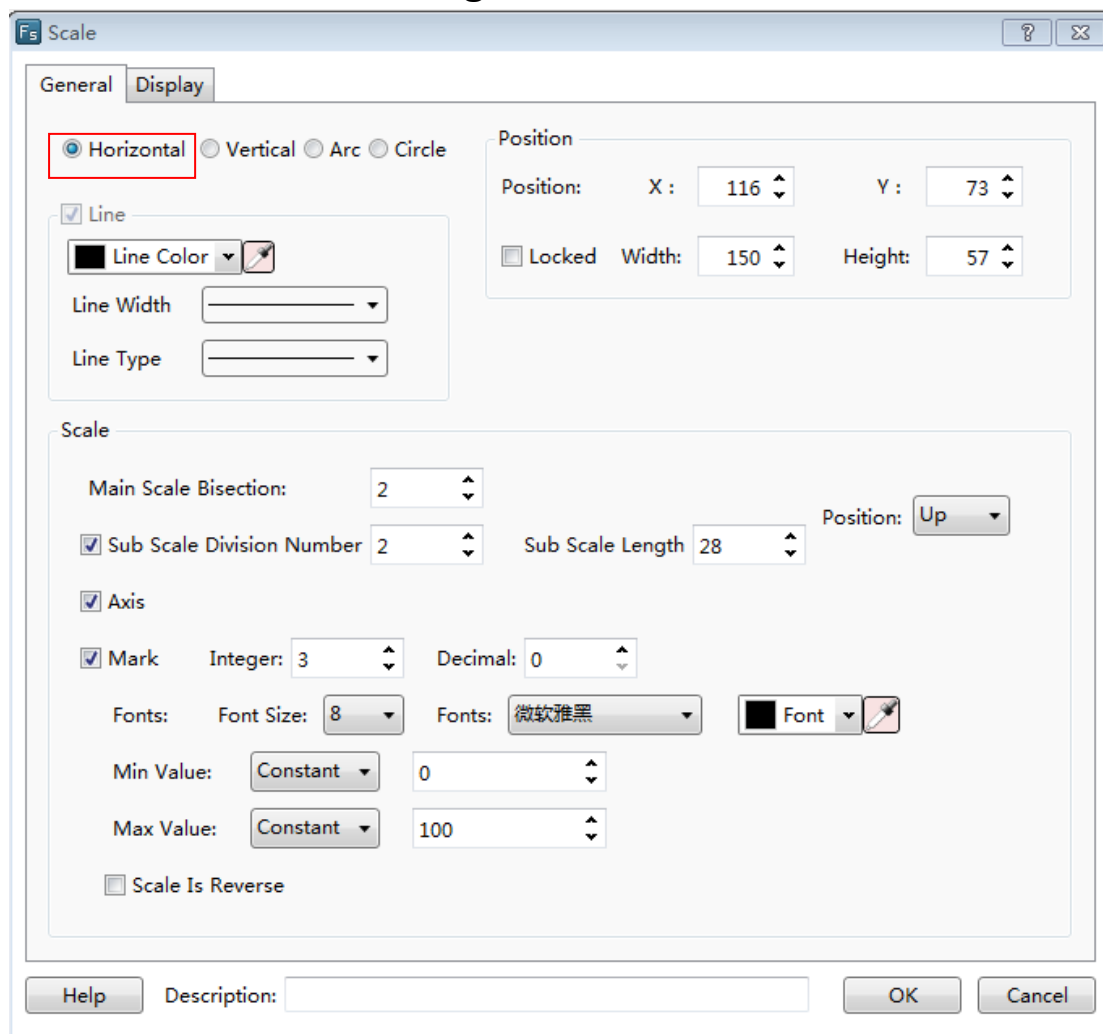 Fs Scale
General Display
Horizontal Vertical Arc Circle
Position
Position: X : 116 Y : 73
Line
Line Color
Locked Width: 150 Height: 57
Line Width
Line Type
Scale
Main Scale Bisection: 2
Position: Up
Sub Scale Division Number 2 Sub Scale Length 28
Axis
Mark Integer: 3 Decimal: 0
Fonts: Font Size: 8 Fonts: 微软雅黑 Font
Min Value: Constant 0
Max Value: Constant 100
Scale Is Reverse
Help Description: OK Cancel